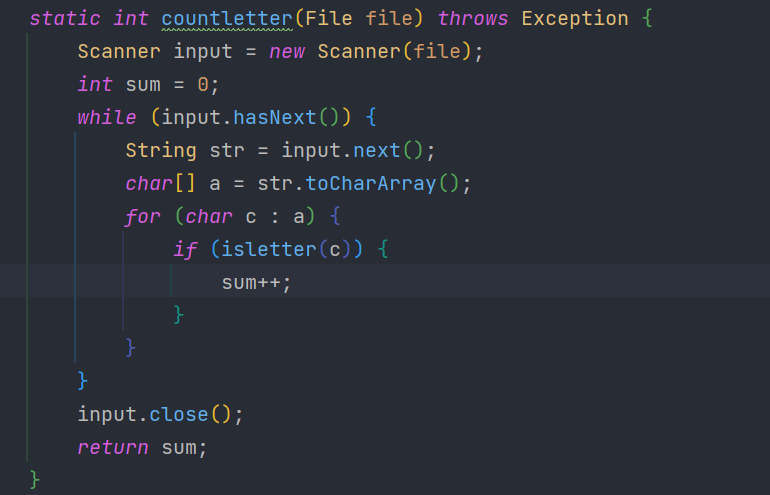 static int countletter(File file) throws Exception {
    Scanner input = new Scanner(file);
    int sum = 0;
    while (input.hasNext()) {
        String str = input.next();
        char[] a = str.toCharArray();
        for (char c : a) {
            if (isletter(c)) {
                sum++;
            }
        }
    }
    input.close();
    return sum;
}